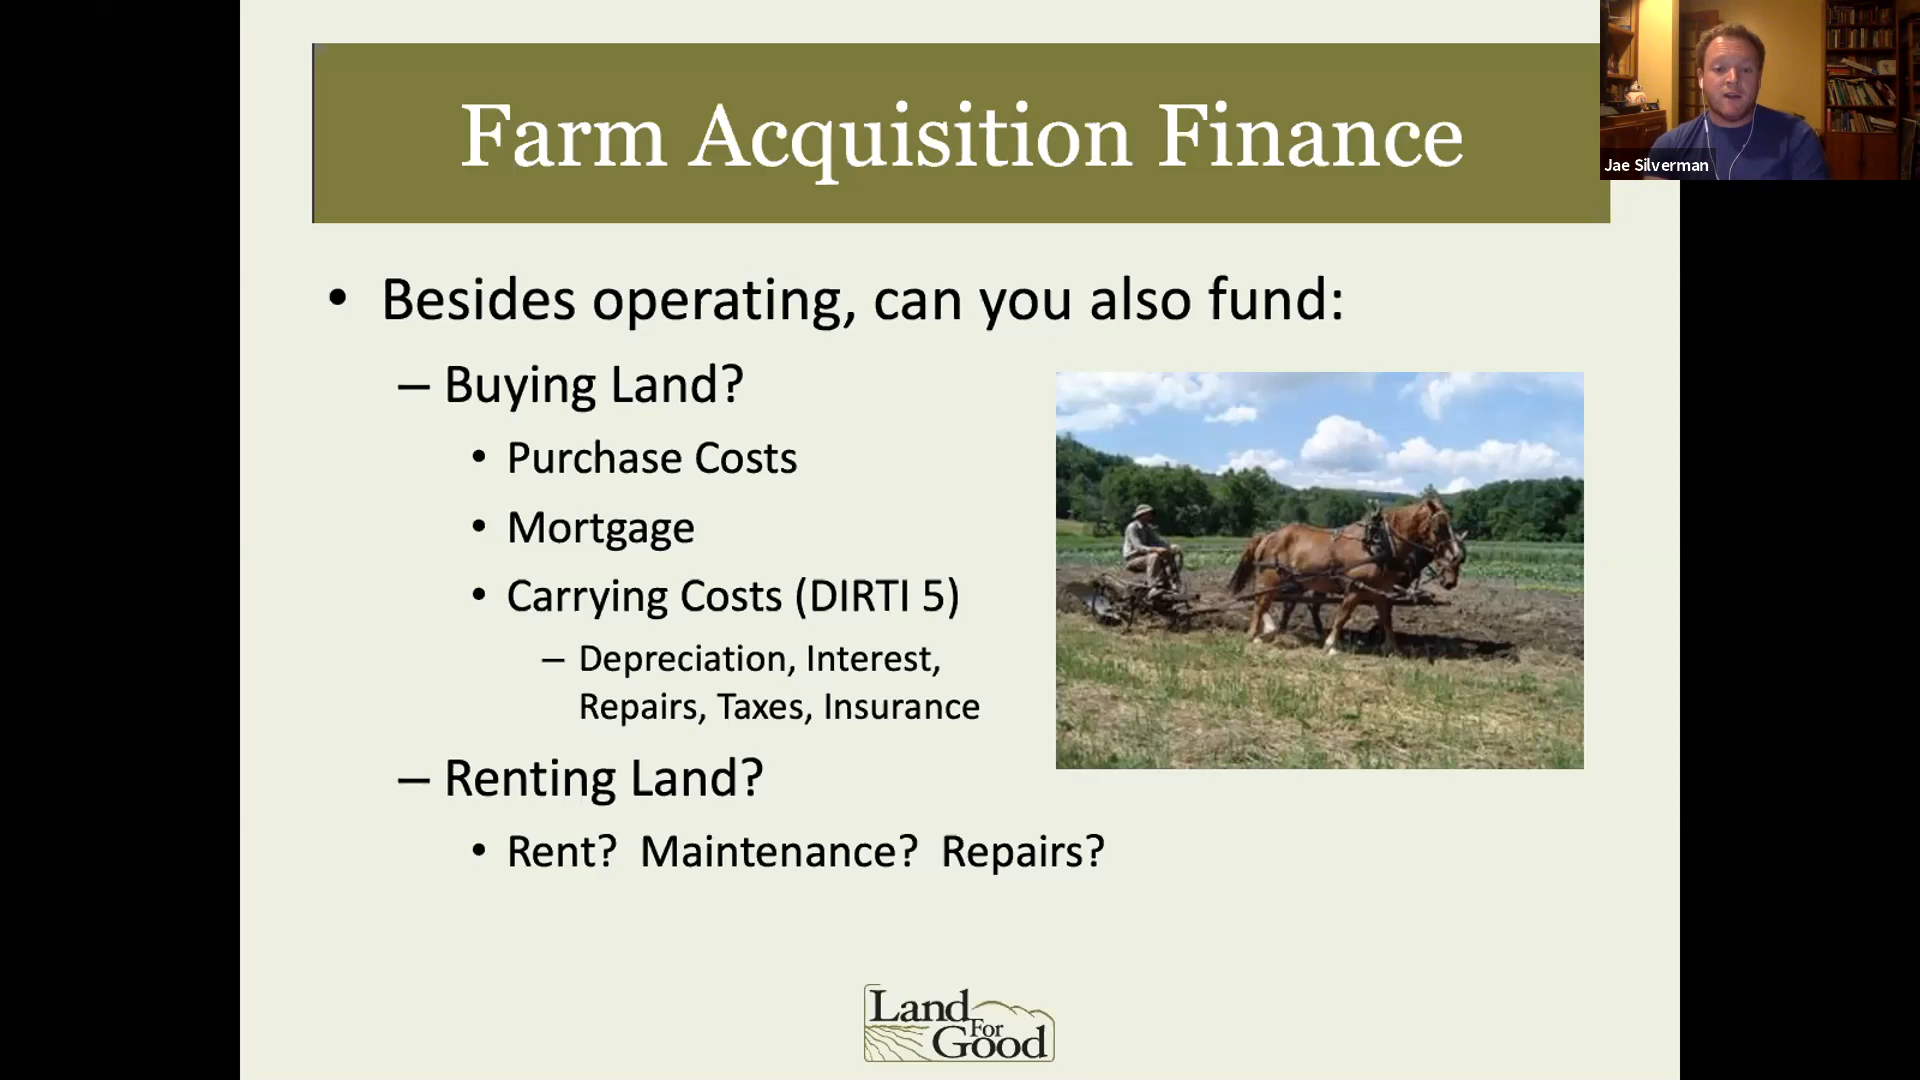 Farm Acquisition Finance
Jae Silverman
• Besides operating, can you also fund:
– Buying Land?
• Purchase Costs
• Mortgage
• Carrying Costs (DIRTI 5)
– Depreciation, Interest,
Repairs, Taxes, Insurance
– Renting Land?
• Rent? Maintenance? Repairs?
Land
For
Good